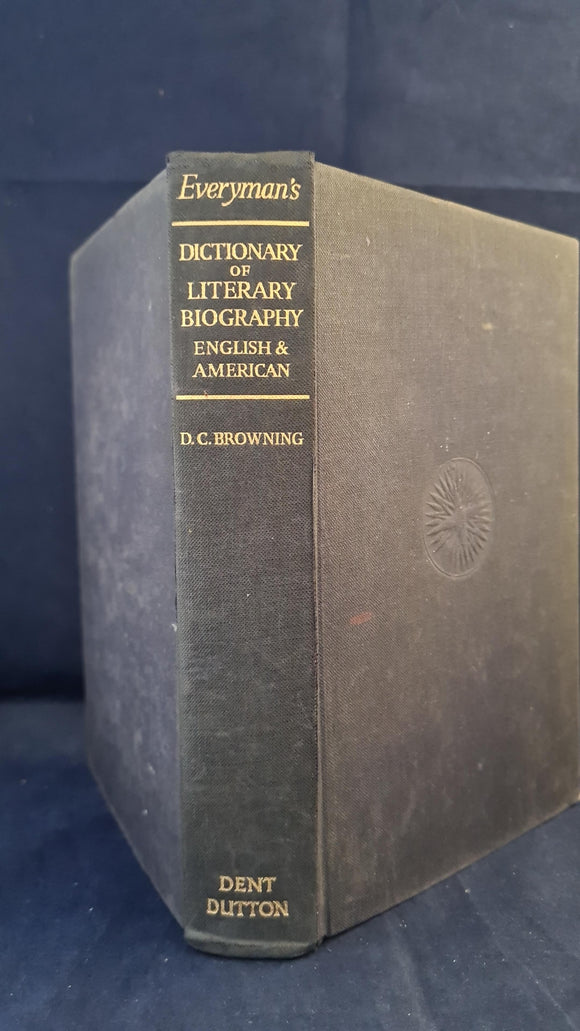 Everyman's
DICTIONARY
OF
LITERARY
BIOGRAPHY
ENGLISH &
AMERICAN
D. C. BROWNING
DENT
DUTTON